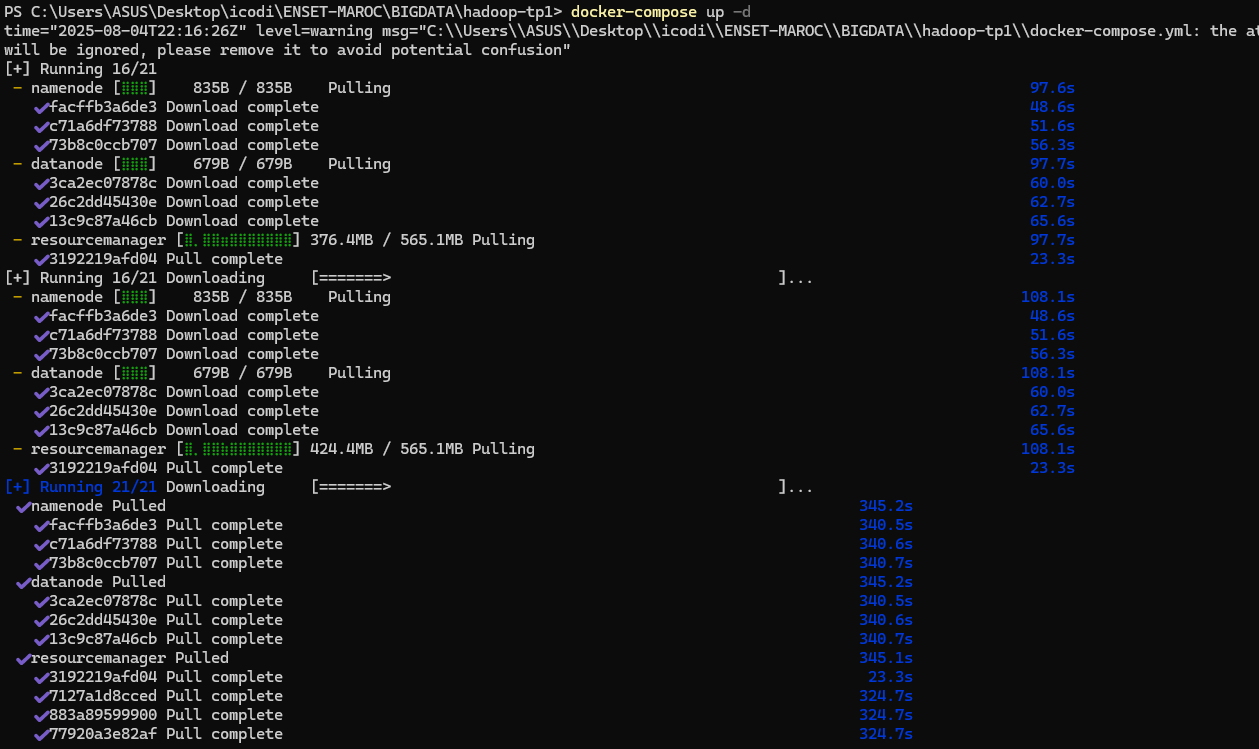 PS C:\Users\ASUS\Desktop\icodi\ENSET-MAROC\BIGDATA\hadoop-tp1> docker-compose up -d
time="2025-08-04T22:16:26Z" level=warning msg="C:\\Users\\ASUS\\Desktop\\icodi\\ENSET-MAROC\\BIGDATA\\hadoop-tp1\\docker-compose.yml: the at
will be ignored, please remove it to avoid potential confusion"
[+] Running 16/21
- namenode [⣿⣿⣿] 835B / 835B Pulling 97.6s
✔facffb3a6de3 Download complete 48.6s
✔c71a6df73788 Download complete 51.6s
✔73b8c0ccb707 Download complete 56.3s
- datanode [⣿⣿⣿] 679B / 679B Pulling 97.7s
✔3ca2ec07878c Download complete 60.0s
✔26c2dd45430e Download complete 62.7s
✔13c9c87a46cb Download complete 65.6s
- resourcemanager [⣿⡀⣿⣿⣶⣿⣿⣿⣿⣿⣿⣿] 376.4MB / 565.1MB Pulling 97.7s
✔3192219afd04 Pull complete 23.3s
[+] Running 16/21 Downloading [=======> ]...
- namenode [⣿⣿⣿] 835B / 835B Pulling 108.1s
✔facffb3a6de3 Download complete 48.6s
✔c71a6df73788 Download complete 51.6s
✔73b8c0ccb707 Download complete 56.3s
- datanode [⣿⣿⣿] 679B / 679B Pulling 108.1s
✔3ca2ec07878c Download complete 60.0s
✔26c2dd45430e Download complete 62.7s
✔13c9c87a46cb Download complete 65.6s
- resourcemanager [⣿⡀⣿⣿⣷⣿⣿⣿⣿⣿⣿⣿] 424.4MB / 565.1MB Pulling 108.1s
✔3192219afd04 Pull complete 23.3s
[+] Running 21/21 Downloading [=======> ]...
✔namenode Pulled 345.2s
✔facffb3a6de3 Pull complete 340.5s
✔c71a6df73788 Pull complete 340.6s
✔73b8c0ccb707 Pull complete 340.7s
✔datanode Pulled 345.2s
✔3ca2ec07878c Pull complete 340.5s
✔26c2dd45430e Pull complete 340.6s
✔13c9c87a46cb Pull complete 340.7s
✔resourcemanager Pulled 345.1s
✔3192219afd04 Pull complete 23.3s
✔7127a1d8cced Pull complete 324.7s
✔883a89599900 Pull complete 324.7s
✔77920a3e82af Pull complete 324.7s